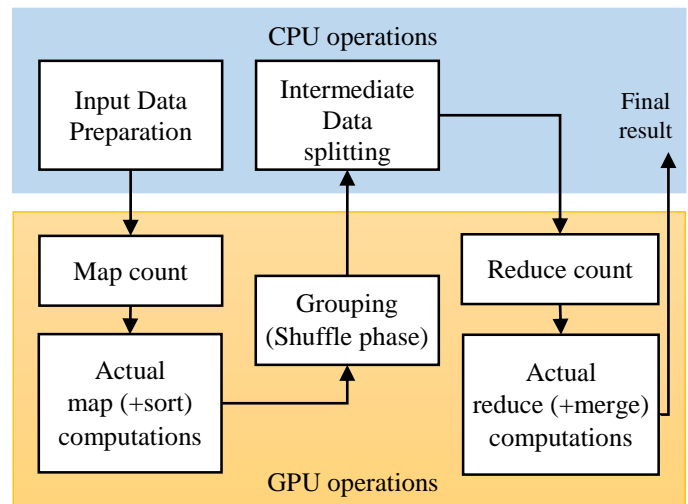 CPU operations
Input Data
Preparation
Intermediate
Data
splitting
Final
result
Map count
Actual
map (+sort)
computations
Grouping
(Shuffle phase)
Reduce count
Actual
reduce (+merge)
computations
GPU operations